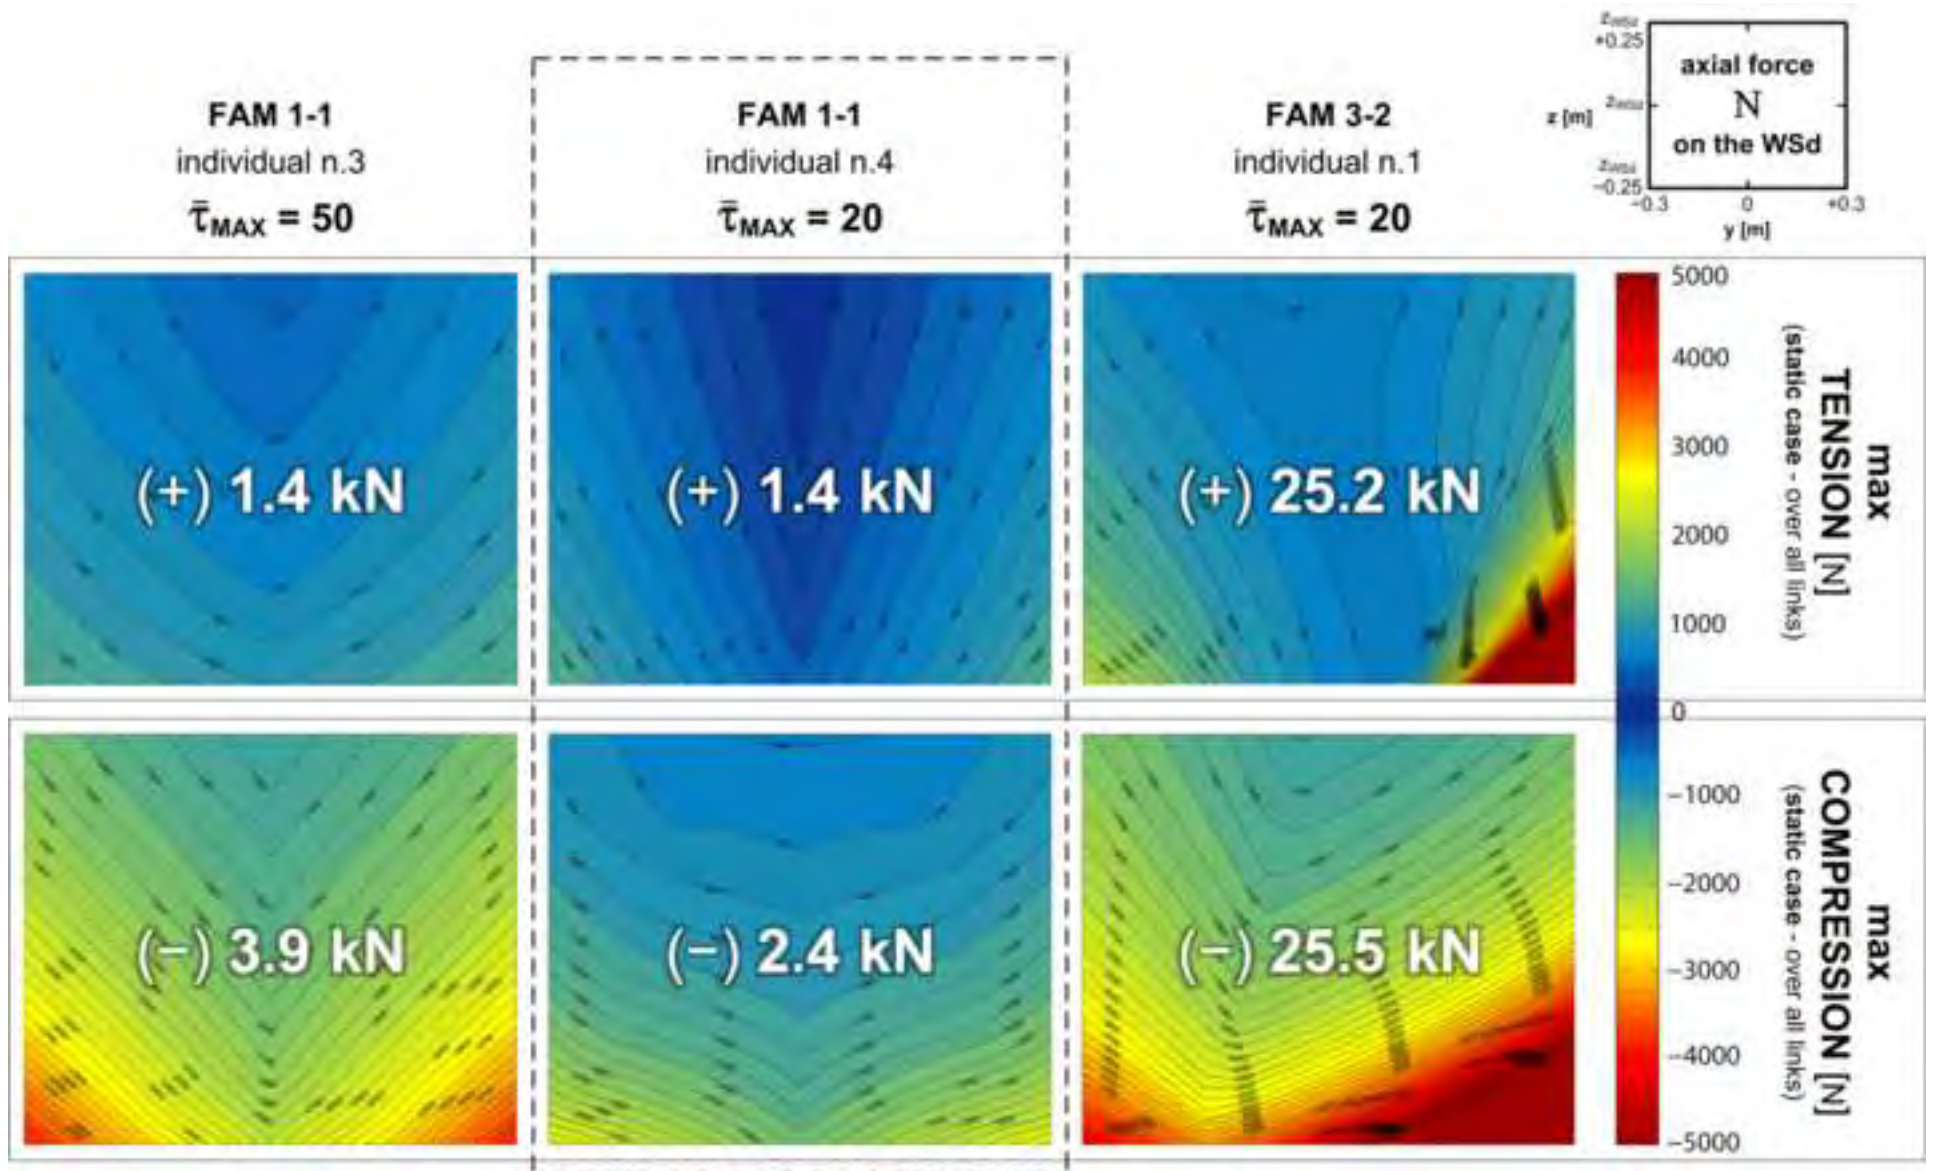 FAM 1-1
individual n.3
τ̄MAX = 50
FAM 1-1
individual n.4
τ̄MAX = 20
FAM 3-2
individual n.1
τ̄MAX = 20
zWSd
+0.25
zWSd
zWSd
−0.25
z [m]
axial force
N
on the WSd
−0.3
0
+0.3
y [m]
(+) 1.4 kN
(+) 1.4 kN
(+) 25.2 kN
(−) 3.9 kN
(−) 2.4 kN
(−) 25.5 kN
5000
4000
3000
2000
1000
0
−1000
−2000
−3000
−4000
−5000
max
TENSION [N]
(static case - over all links)
max
COMPRESSION [N]
(static case - over all links)